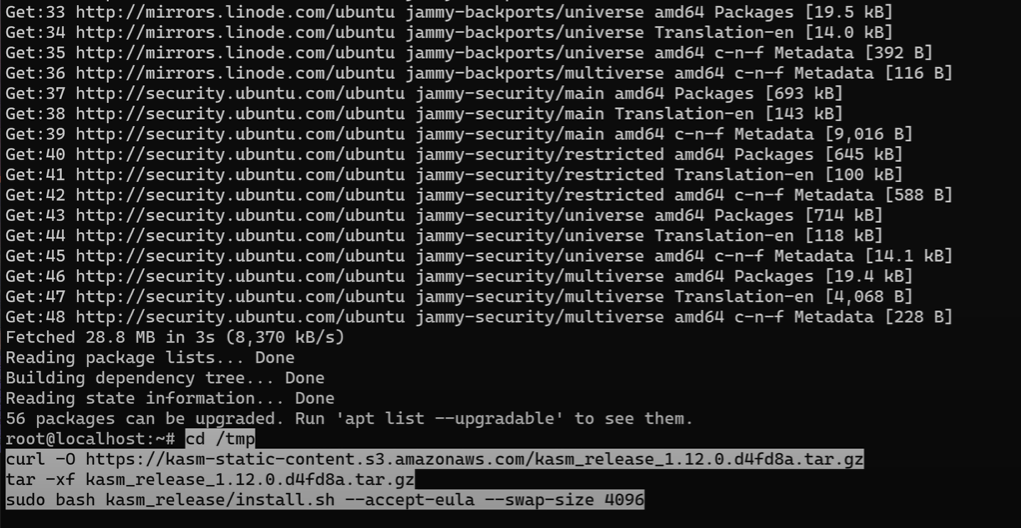 Get:33 http://mirrors.linode.com/ubuntu jammy-backports/universe amd64 Packages [19.5 kB]
Get:34 http://mirrors.linode.com/ubuntu jammy-backports/universe Translation-en [14.0 kB]
Get:35 http://mirrors.linode.com/ubuntu jammy-backports/universe amd64 c-n-f Metadata [392 B]
Get:36 http://mirrors.linode.com/ubuntu jammy-backports/multiverse amd64 c-n-f Metadata [116 B]
Get:37 http://security.ubuntu.com/ubuntu jammy-security/main amd64 Packages [693 kB]
Get:38 http://security.ubuntu.com/ubuntu jammy-security/main Translation-en [143 kB]
Get:39 http://security.ubuntu.com/ubuntu jammy-security/main amd64 c-n-f Metadata [9,016 B]
Get:40 http://security.ubuntu.com/ubuntu jammy-security/restricted amd64 Packages [645 kB]
Get:41 http://security.ubuntu.com/ubuntu jammy-security/restricted Translation-en [100 kB]
Get:42 http://security.ubuntu.com/ubuntu jammy-security/restricted amd64 c-n-f Metadata [588 B]
Get:43 http://security.ubuntu.com/ubuntu jammy-security/universe amd64 Packages [714 kB]
Get:44 http://security.ubuntu.com/ubuntu jammy-security/universe Translation-en [118 kB]
Get:45 http://security.ubuntu.com/ubuntu jammy-security/universe amd64 c-n-f Metadata [14.1 kB]
Get:46 http://security.ubuntu.com/ubuntu jammy-security/multiverse amd64 Packages [19.4 kB]
Get:47 http://security.ubuntu.com/ubuntu jammy-security/multiverse Translation-en [4,068 B]
Get:48 http://security.ubuntu.com/ubuntu jammy-security/multiverse amd64 c-n-f Metadata [228 B]
Fetched 28.8 MB in 3s (8,370 kB/s)
Reading package lists... Done
Building dependency tree... Done
Reading state information... Done
56 packages can be upgraded. Run 'apt list --upgradable' to see them.
root@localhost:~# cd /tmp
curl -O https://kasm-static-content.s3.amazonaws.com/kasm_release_1.12.0.d4fd8a.tar.gz
tar -xf kasm_release_1.12.0.d4fd8a.tar.gz
sudo bash kasm_release/install.sh --accept-eula --swap-size 4096